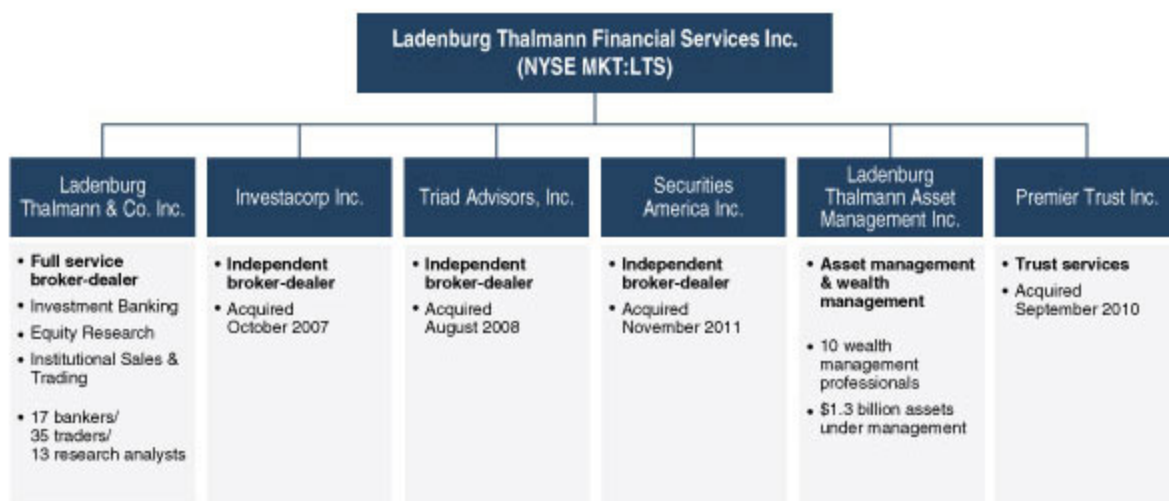 Ladenburg Thalmann Financial Services Inc.
(NYSE MKT:LTS)
Ladenburg
Thalmann & Co. Inc.
• Full service
broker-dealer
• Investment Banking
• Equity Research
• Institutional Sales &
Trading
• 17 bankers/
35 traders/
13 research analysts
Investacorp Inc.
• Independent
broker-dealer
• Acquired
October 2007
Triad Advisors, Inc.
• Independent
broker-dealer
• Acquired
August 2008
Securities
America Inc.
• Independent
broker-dealer
• Acquired
November 2011
Ladenburg
Thalmann Asset
Management Inc.
• Asset management
& wealth
management
• 10 wealth
management
professionals
• $1.3 billion assets
under management
Premier Trust Inc.
• Trust services
• Acquired
September 2010